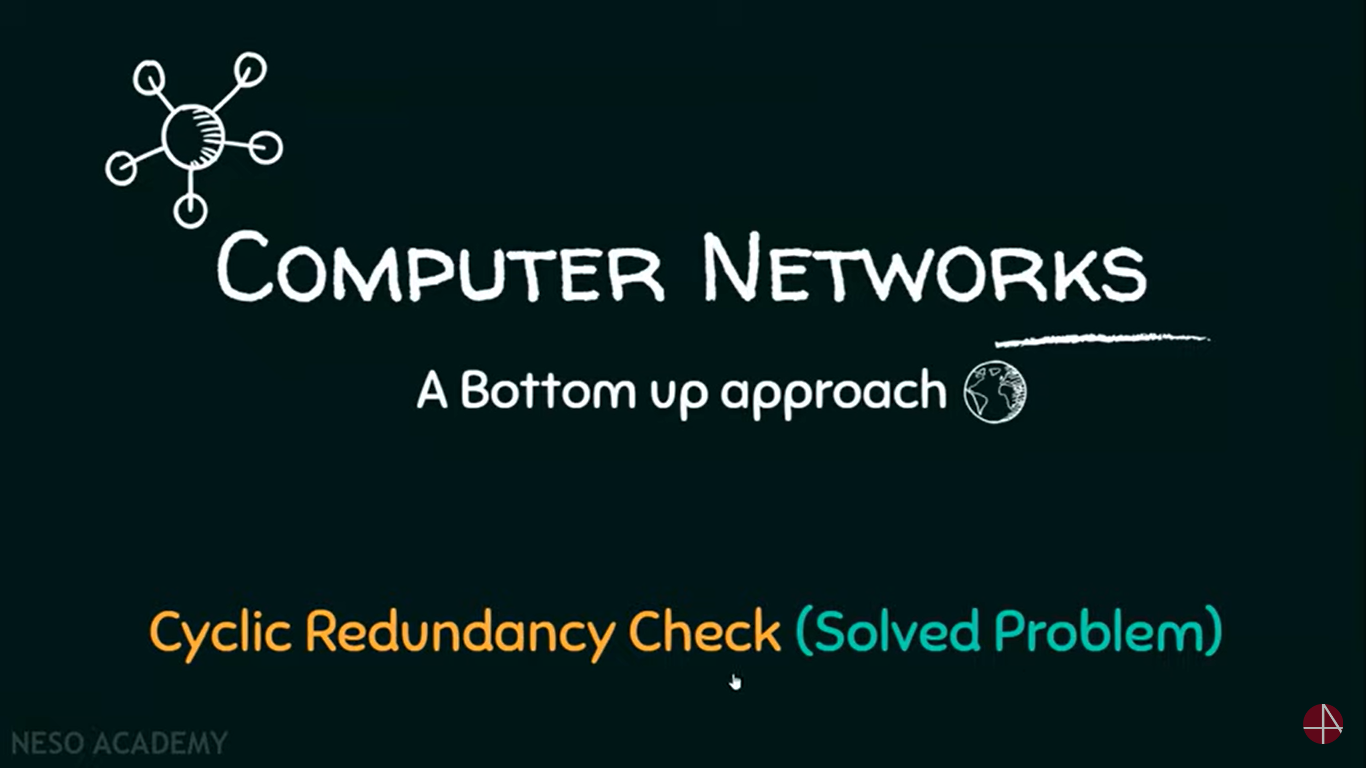 COMPUTER NETWORKS
A Bottom up approach
Cyclic Redundancy Check (Solved Problem)
NESO ACADEMY